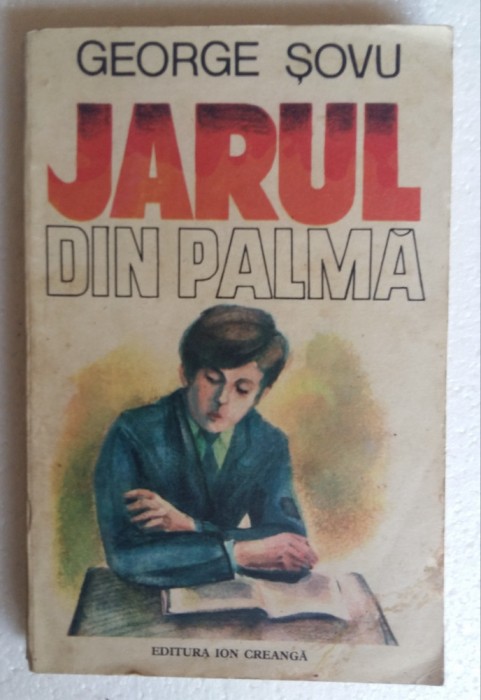 GEORGE ȘOVU
JARUL
DIN PALMĂ
EDITURA ION CREANGĂ